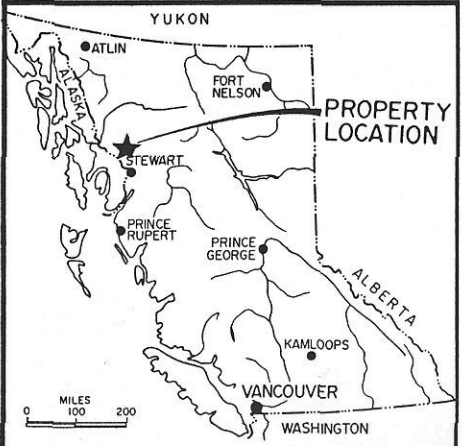 YUKON
ATLIN
ALASKA
FORT
NELSON
PROPERTY
LOCATION
STEWART
PRINCE
RUPERT
PRINCE
GEORGE
ALBERTA
KAMLOOPS
MILES
0 100 200
VANCOUVER
WASHINGTON